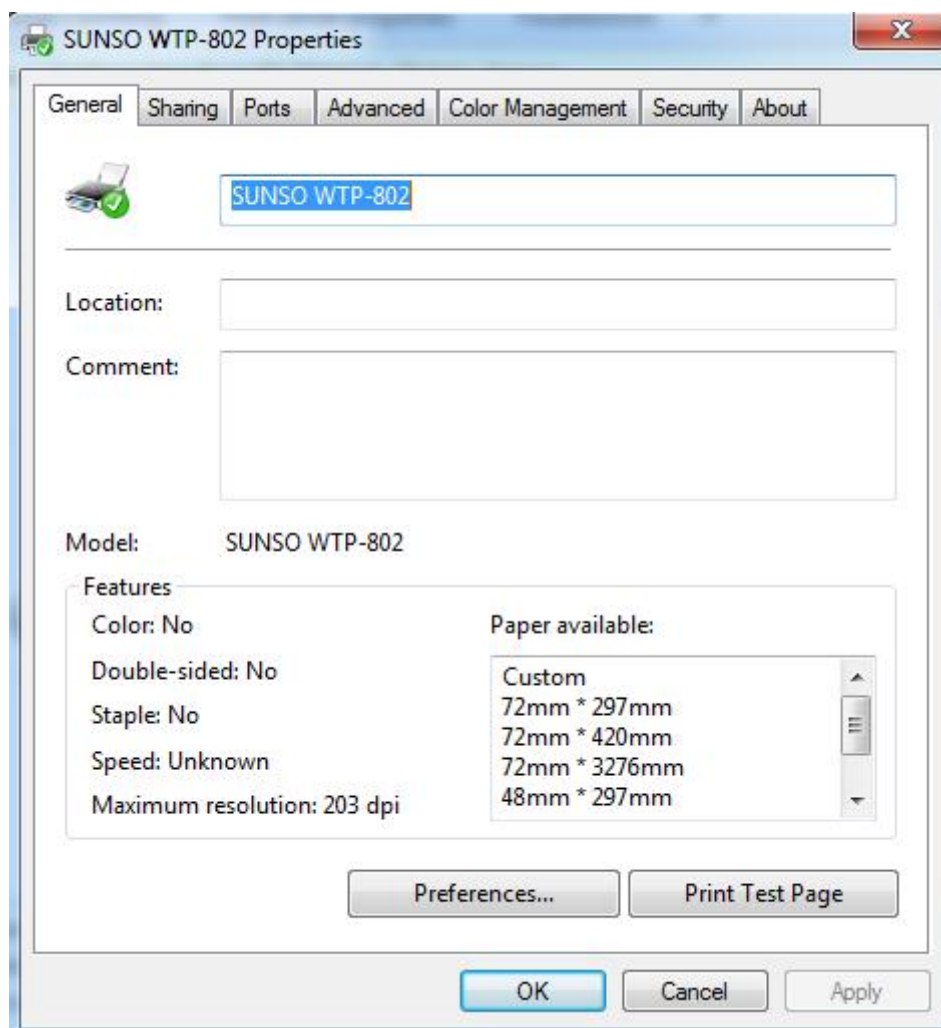 SUNSO WTP-802 Properties
X
General Sharing Ports Advanced Color Management Security About
SUNSO WTP-802
Location:
Comment:
Model: SUNSO WTP-802
Features
Color: No
Double-sided: No
Staple: No
Speed: Unknown
Maximum resolution: 203 dpi
Paper available:
Custom
72mm * 297mm
72mm * 420mm
72mm * 3276mm
48mm * 297mm
Preferences... Print Test Page
OK Cancel Apply